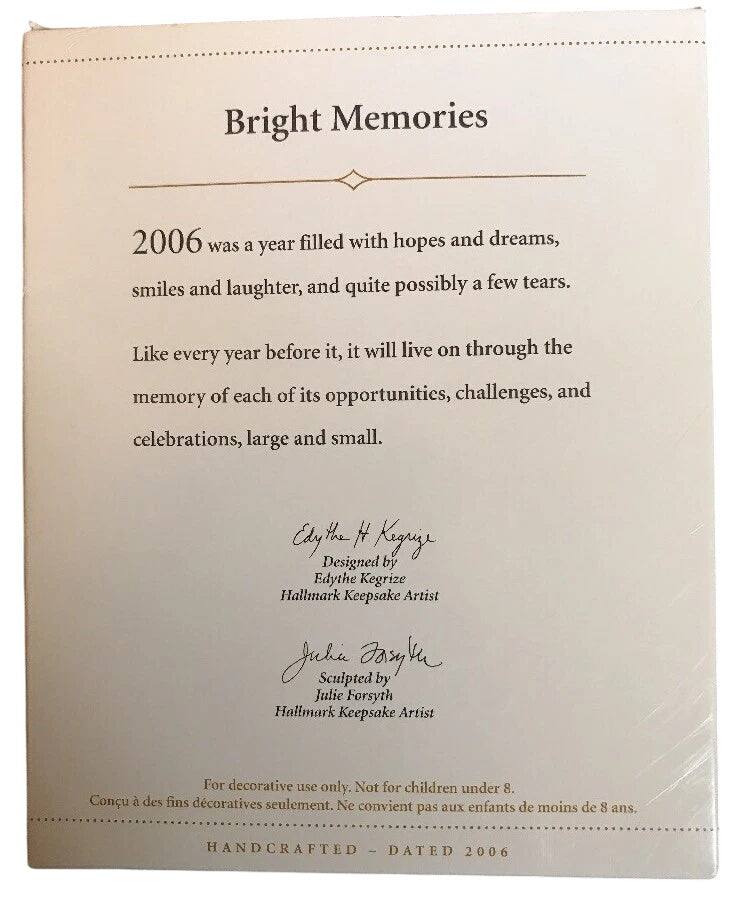 Bright Memories
2006 was a year filled with hopes and dreams,
smiles and laughter, and quite possibly a few tears.
Like every year before it, it will live on through the
memory of each of its opportunities, challenges, and
celebrations, large and small.
Edythe H Kegrize
Designed by
Edythe Kegrize
Hallmark Keepsake Artist
Julia Forsyth
Sculpted by
Julie Forsyth
Hallmark Keepsake Artist
For decorative use only. Not for children under 8.
Conçu à des fins décoratives seulement. Ne convient pas aux enfants de moins de 8 ans.
HANDCRAFTED – DATED 2006